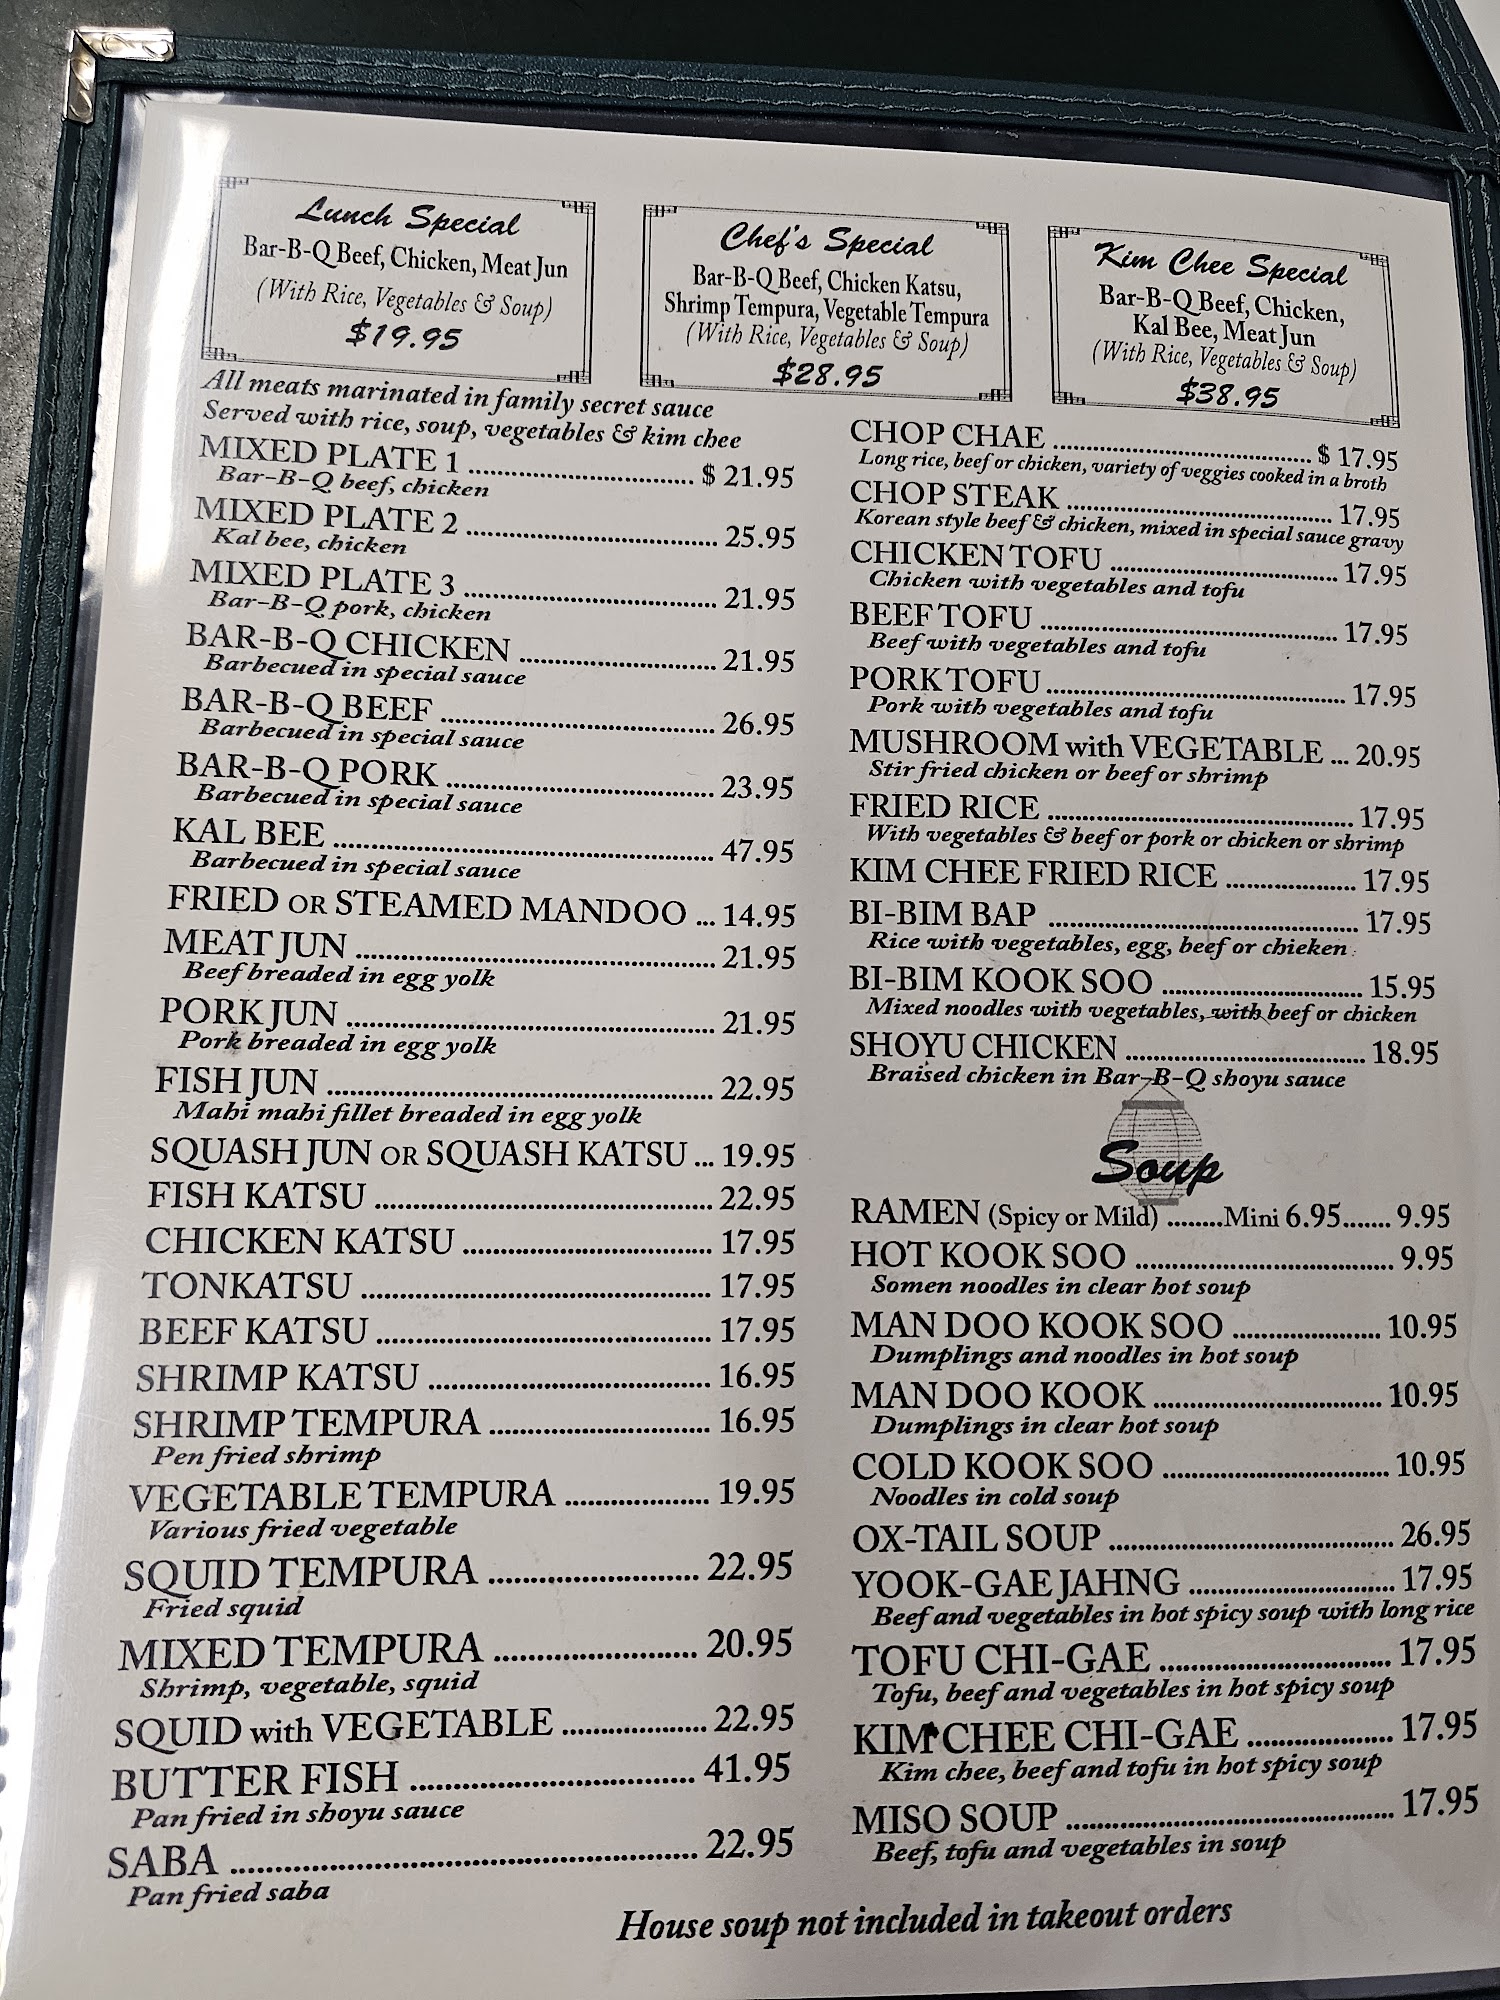 Lunch Special
Bar-B-Q Beef, Chicken, Meat Jun
(With Rice, Vegetables & Soup)
$19.95
Chef's Special
Bar-B-Q Beef, Chicken Katsu,
Shrimp Tempura, Vegetable Tempura
(With Rice, Vegetables & Soup)
$28.95
Kim Chee Special
Bar-B-Q Beef, Chicken,
Kal Bee, Meat Jun
(With Rice, Vegetables & Soup)
$38.95
All meats marinated in family secret sauce
Served with rice, soup, vegetables & kim chee
MIXED PLATE 1 ........ $ 21.95
Bar-B-Q beef, chicken
MIXED PLATE 2 ........ 25.95
Kal bee, chicken
MIXED PLATE 3 ........ 21.95
Bar-B-Q pork, chicken
BAR-B-Q CHICKEN ........ 21.95
Barbecued in special sauce
BAR-B-Q BEEF ........ 26.95
Barbecued in special sauce
BAR-B-Q PORK ........ 23.95
Barbecued in special sauce
KAL BEE ........ 47.95
Barbecued in special sauce
FRIED OR STEAMED MANDOO ... 14.95
MEAT JUN ........ 21.95
Beef breaded in egg yolk
PORK JUN ........ 21.95
Pork breaded in egg yolk
FISH JUN ........ 22.95
Mahi mahi fillet breaded in egg yolk
SQUASH JUN OR SQUASH KATSU ... 19.95
FISH KATSU ........ 22.95
CHICKEN KATSU ........ 17.95
TONKATSU ........ 17.95
BEEF KATSU ........ 17.95
SHRIMP KATSU ........ 16.95
SHRIMP TEMPURA ........ 16.95
Pen fried shrimp
VEGETABLE TEMPURA ........ 19.95
Various fried vegetable
SQUID TEMPURA ........ 22.95
Fried squid
MIXED TEMPURA ........ 20.95
Shrimp, vegetable, squid
SQUID with VEGETABLE ........ 22.95
BUTTER FISH ........ 41.95
Pan fried in shoyu sauce
SABA ........ 22.95
Pan fried saba
CHOP CHAE ........ $ 17.95
Long rice, beef or chicken, variety of veggies cooked in a broth
CHOP STEAK ........ 17.95
Korean style beef & chicken, mixed in special sauce gravy
CHICKEN TOFU ........ 17.95
Chicken with vegetables and tofu
BEEF TOFU ........ 17.95
Beef with vegetables and tofu
PORK TOFU ........ 17.95
Pork with vegetables and tofu
MUSHROOM with VEGETABLE ... 20.95
Stir fried chicken or beef or shrimp
FRIED RICE ........ 17.95
With vegetables & beef or pork or chicken or shrimp
KIM CHEE FRIED RICE ........ 17.95
BI-BIM BAP ........ 17.95
Rice with vegetables, egg, beef or chieken
BI-BIM KOOK SOO ........ 15.95
Mixed noodles with vegetables, with beef or chicken
SHOYU CHICKEN ........ 18.95
Braised chicken in Bar-B-Q shoyu sauce
Soup
RAMEN (Spicy or Mild) ........Mini 6.95....... 9.95
HOT KOOK SOO ........ 9.95
Somen noodles in clear hot soup
MAN DOO KOOK SOO ........ 10.95
Dumplings and noodles in hot soup
MAN DOO KOOK ........ 10.95
Dumplings in clear hot soup
COLD KOOK SOO ........ 10.95
Noodles in cold soup
OX-TAIL SOUP ........ 26.95
YOOK-GAE JAHNG ........ 17.95
Beef and vegetables in hot spicy soup with long rice
TOFU CHI-GAE ........ 17.95
Tofu, beef and vegetables in hot spicy soup
KIM CHEE CHI-GAE ........ 17.95
Kim chee, beef and tofu in hot spicy soup
MISO SOUP ........ 17.95
Beef, tofu and vegetables in soup
House soup not included in takeout orders